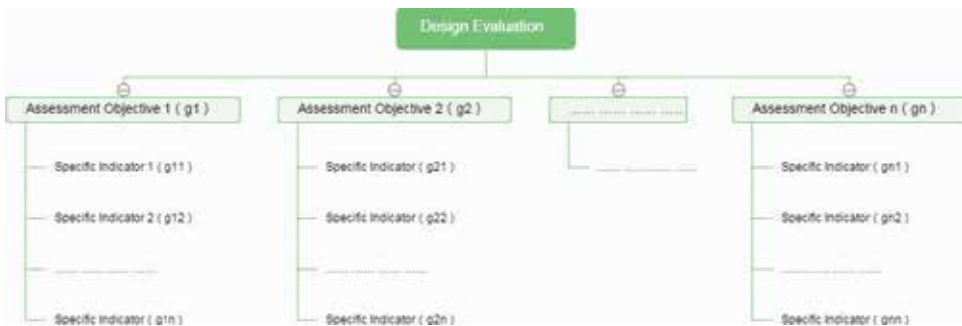 Design Evaluation
Assessment Objective 1 ( g1 )
Assessment Objective 2 ( g2 )
...... ...... ...... ......
Assessment Objective n ( gn )
Specific Indicator 1 ( g11 )
Specific Indicator ( g21 )
...... ...... ...... ......
Specific Indicator ( gn1 )
Specific Indicator 2 ( g12 )
Specific Indicator ( g22 )
Specific Indicator ( gn2 )
...... ...... ...... ......
...... ...... ...... ......
...... ...... ...... ......
Specific Indicator ( g1n )
Specific Indicator ( g2n )
Specific Indicator ( gnn )